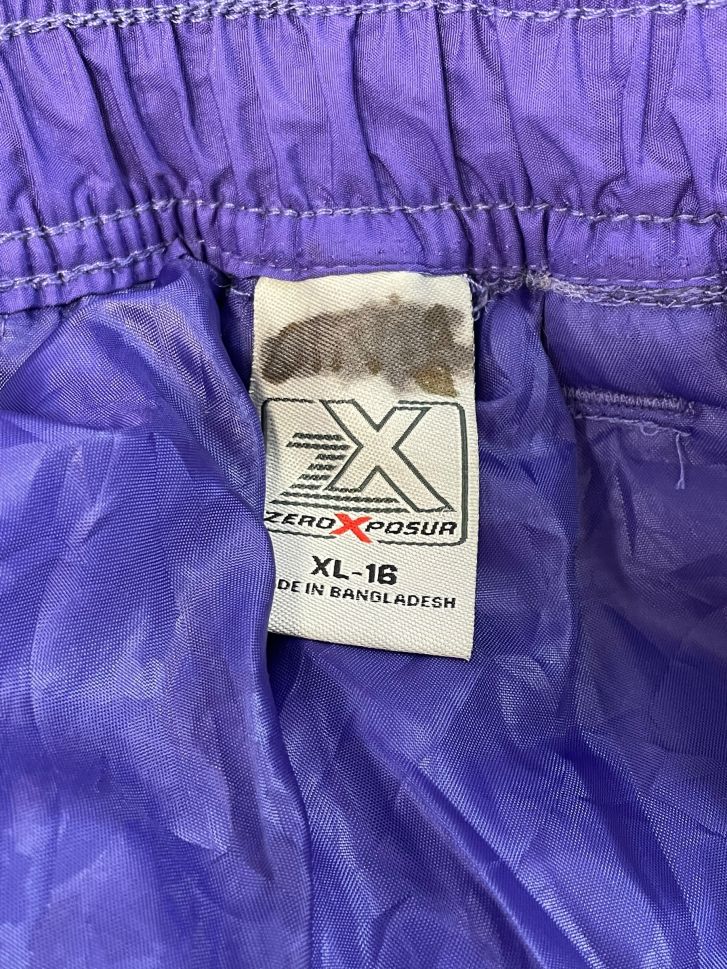 ZX
ZEROXPOSUR
XL-16
DE IN BANGLADESH